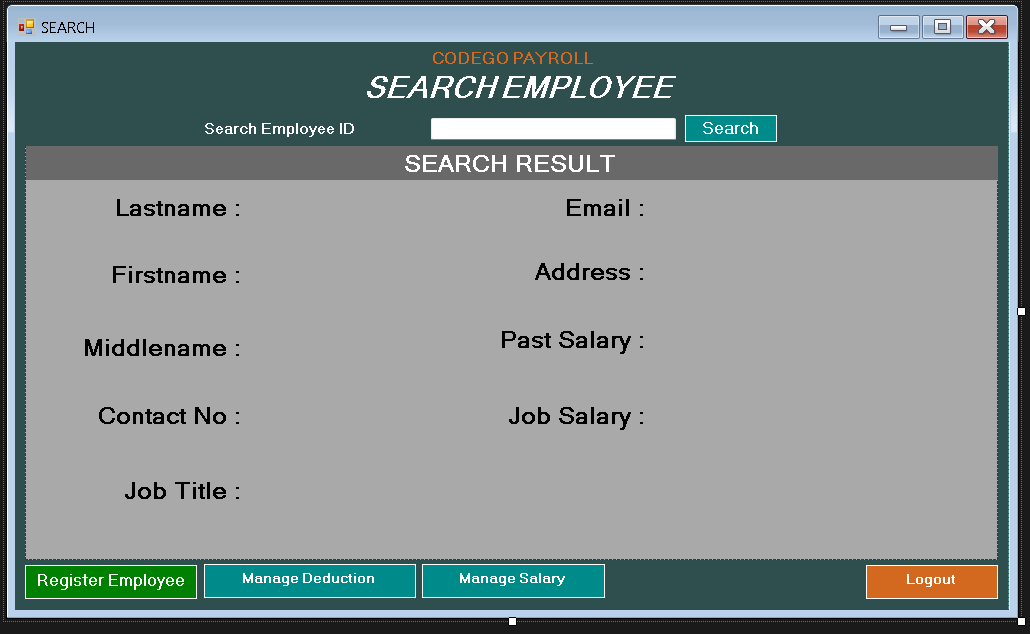 SEARCH
CODEGO PAYROLL
SEARCH EMPLOYEE
Search Employee ID Search
SEARCH RESULT
Lastname : Email :
Firstname : Address :
Middlename : Past Salary :
Contact No : Job Salary :
Job Title :
Register Employee Manage Deduction Manage Salary Logout